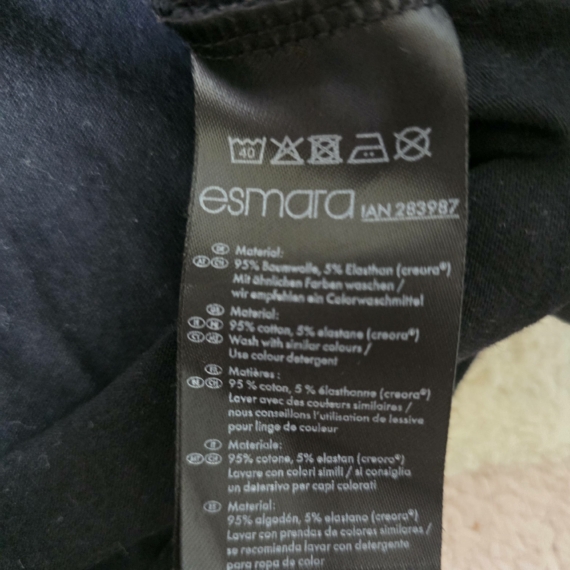 40
esmara IAN 283987
DE Material:
AT CH 95% Baumwolle, 5% Elasthan (creora®)
Mit ähnlichen Farben waschen /
wir empfehlen ein Colorwaschmittel
Material:
95% cotton, 5% elastane (creora®)
Wash with similar colours /
Use colour detergent
Matières:
95 % coton, 5 % élasthanne (creora®)
Laver avec des couleurs similaires /
nous conseillons l'utilisation de lessive
pour linge de couleur
Materiale:
95% cotone, 5% elastan (creora®)
Lavare con colori simili / si consiglia
un detersivo per capi colorati
ES Material:
95% algodón, 5% elastano (creora®)
Lavar con prendas de colores similares /
se recomienda lavar con detergente
para ropa de color